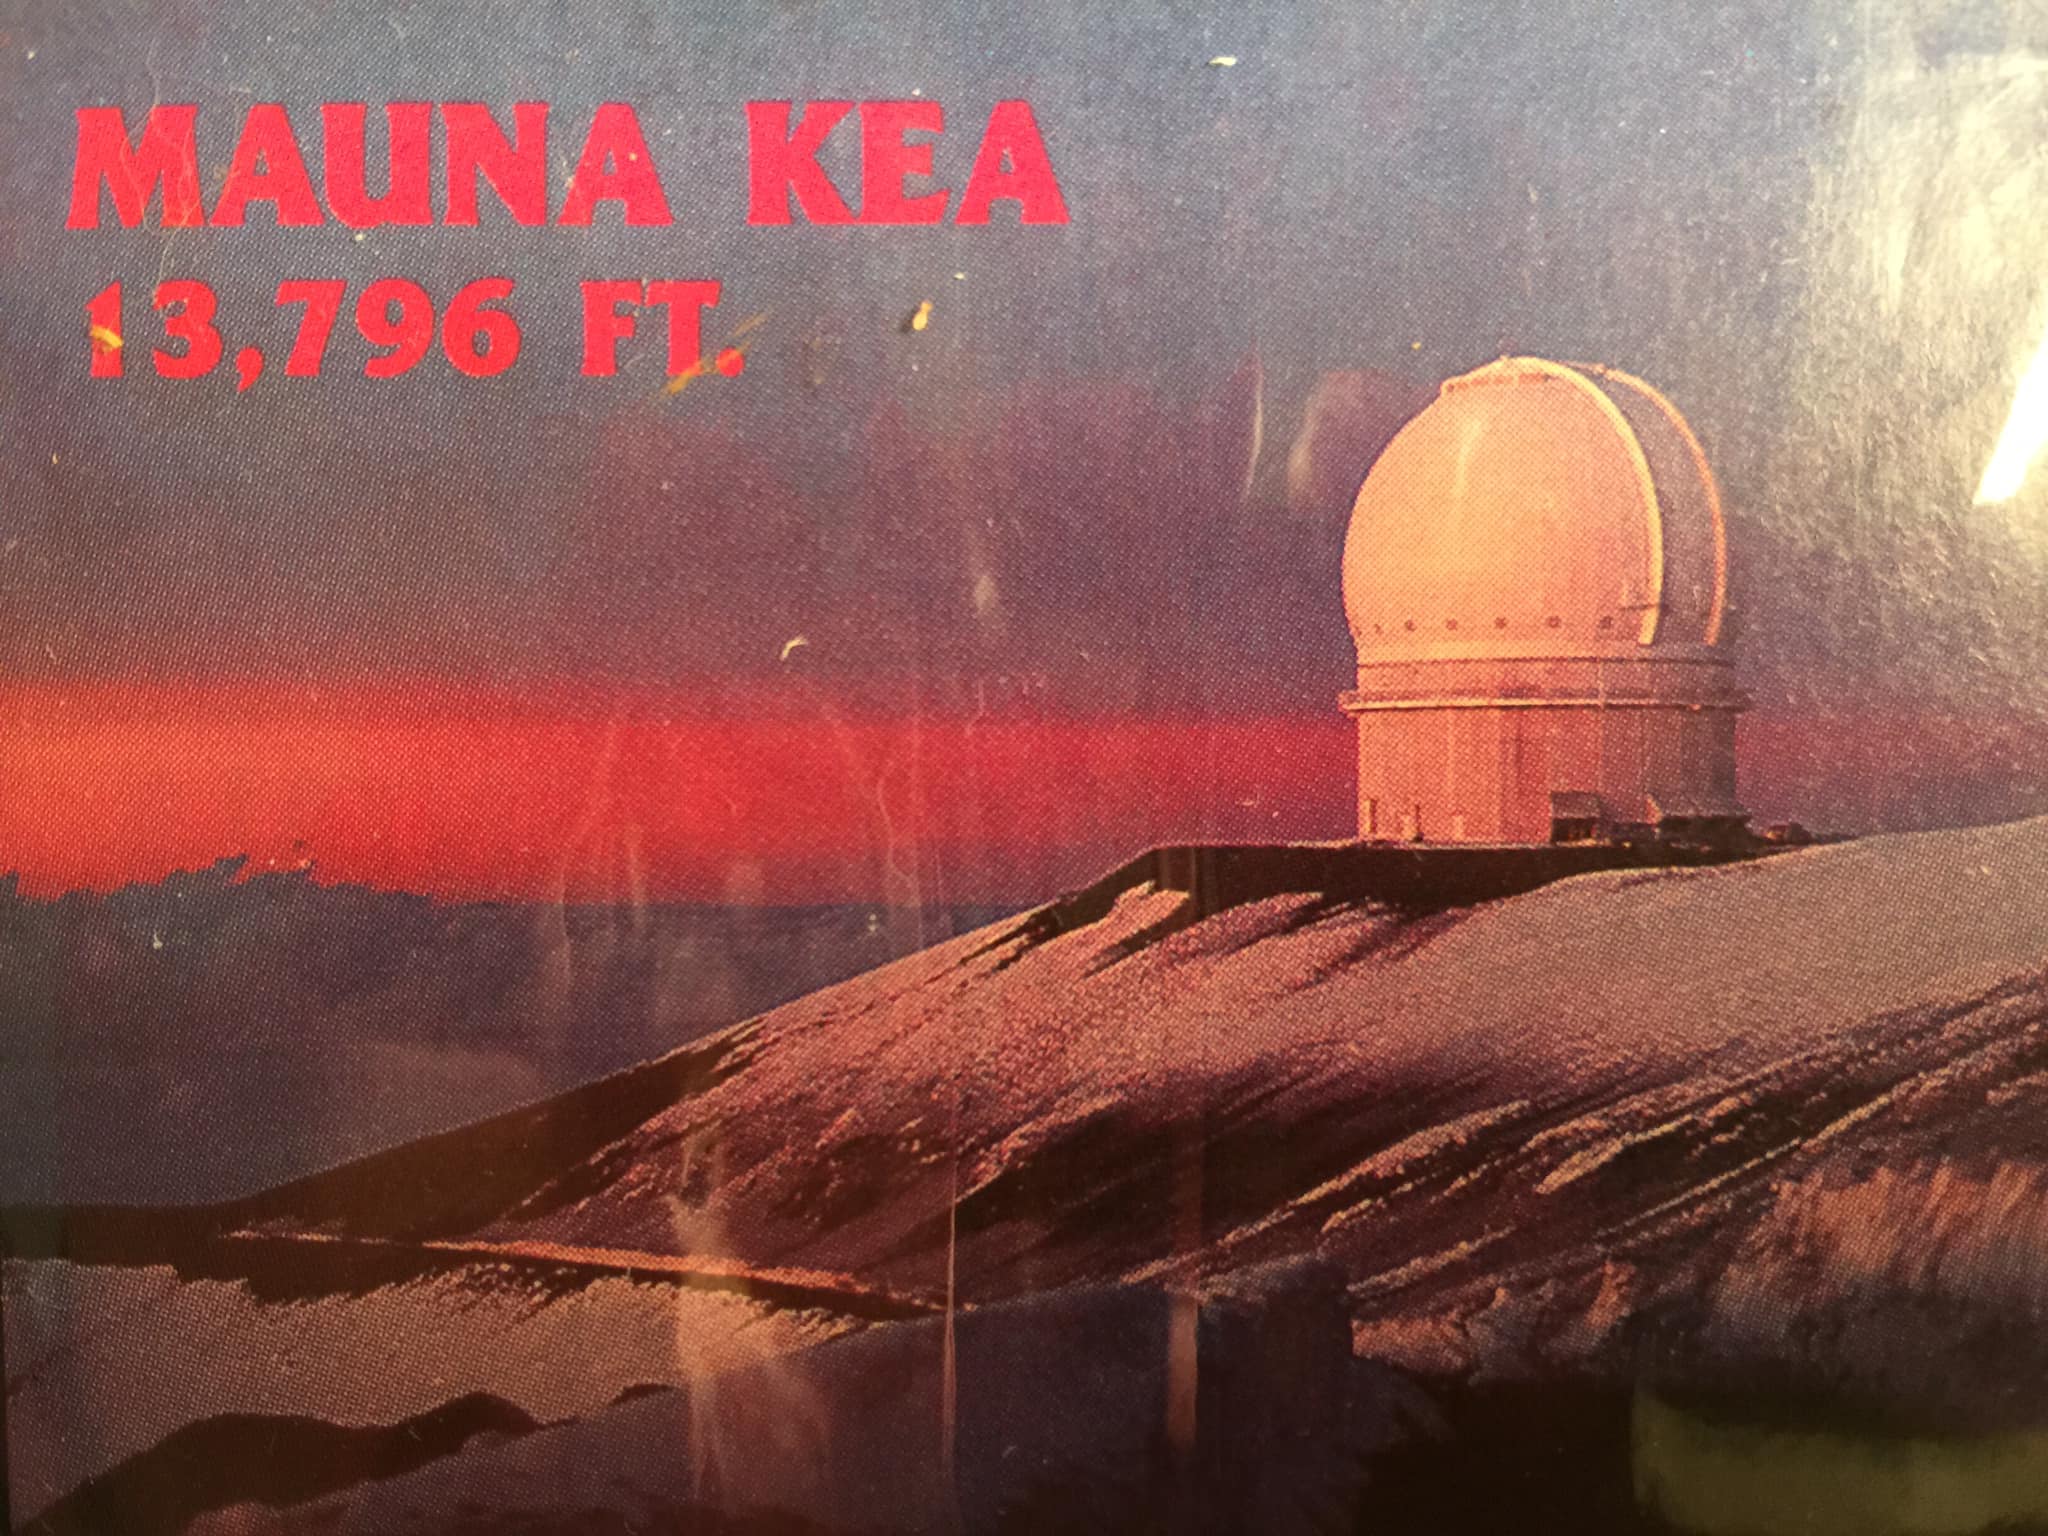 MAUNA KEA
13,796 FT.